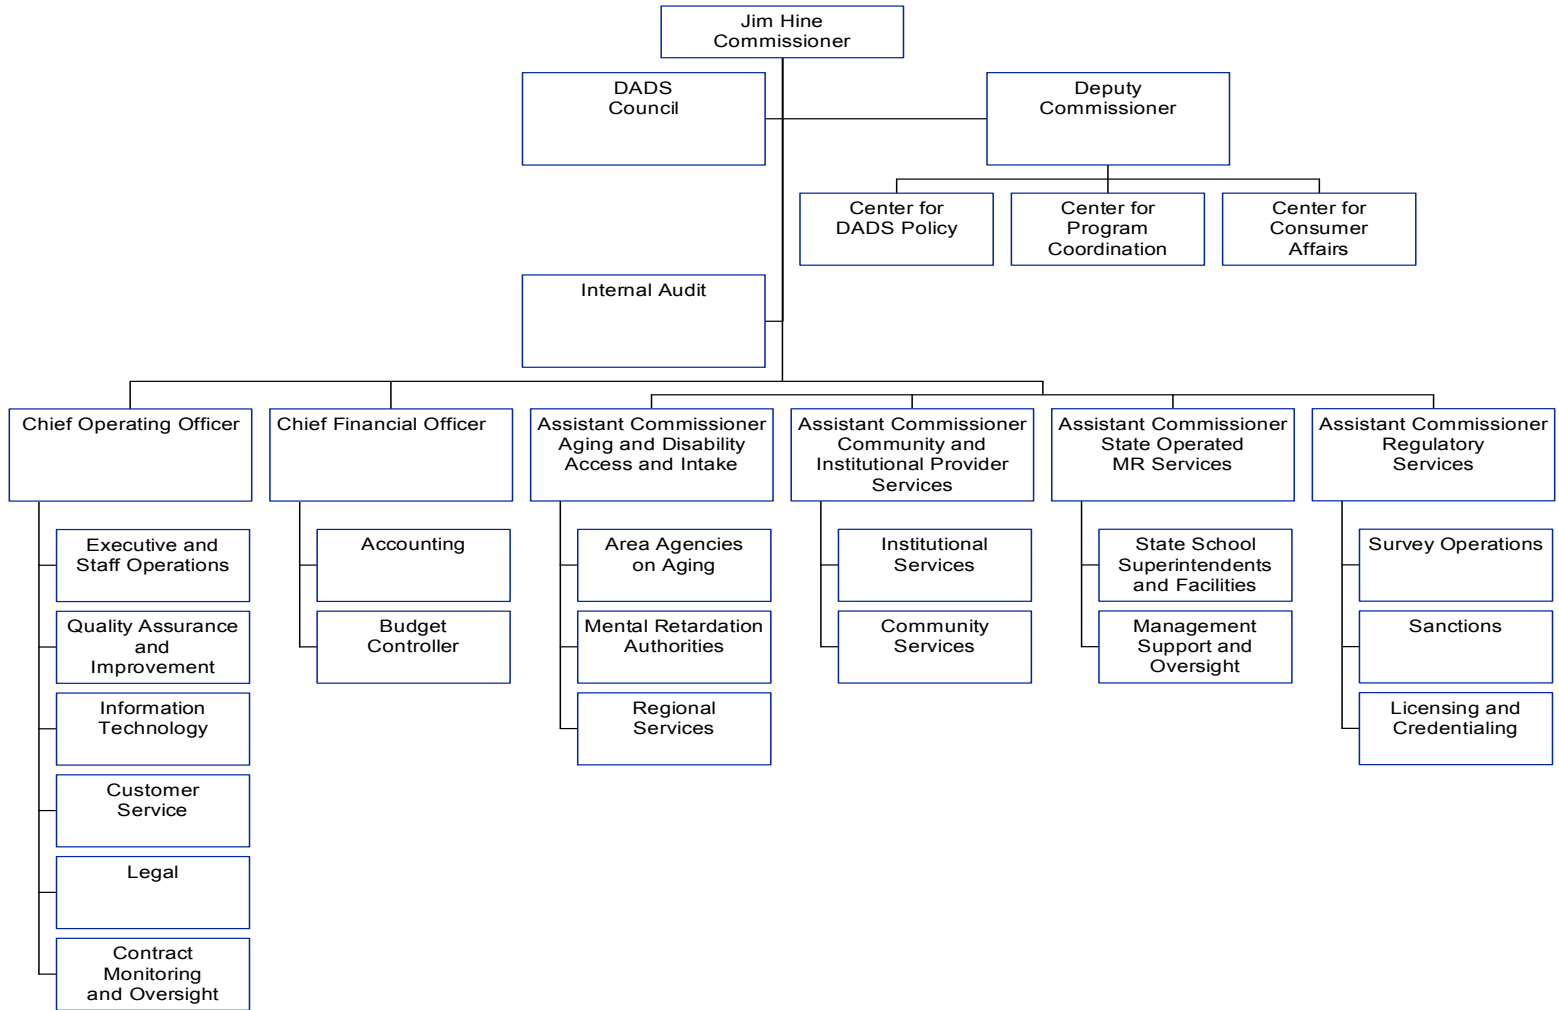 Jim Hine
Commissioner
DADS
Council
Deputy
Commissioner
Center for
DADS Policy
Center for
Program
Coordination
Center for
Consumer
Affairs
Internal Audit
Chief Operating Officer
Chief Financial Officer
Assistant Commissioner
Aging and Disability
Access and Intake
Assistant Commissioner
Community and
Institutional Provider
Services
Assistant Commissioner
State Operated
MR Services
Assistant Commissioner
Regulatory
Services
Executive and
Staff Operations
Quality Assurance
and
Improvement
Information
Technology
Customer
Service
Legal
Contract
Monitoring
and Oversight
Accounting
Budget
Controller
Area Agencies
on Aging
Mental Retardation
Authorities
Regional
Services
Institutional
Services
Community
Services
State School
Superintendents
and Facilities
Management
Support and
Oversight
Survey Operations
Sanctions
Licensing and
Credentialing